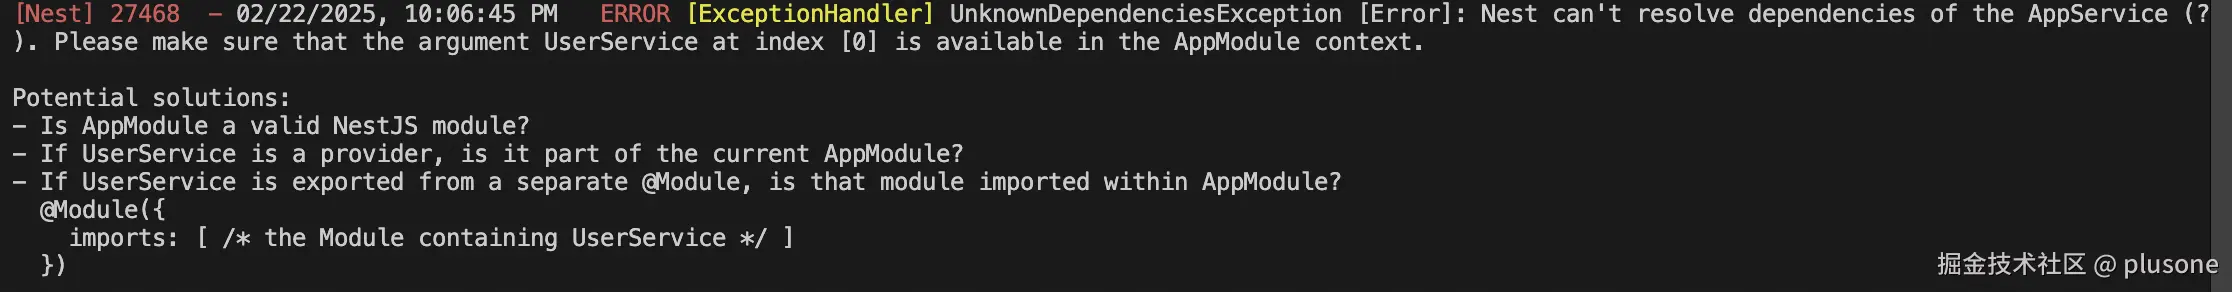 [Nest] 27468  - 02/22/2025, 10:06:45 PM   ERROR [ExceptionHandler] UnknownDependenciesException [Error]: Nest can't resolve dependencies of the AppService (?
). Please make sure that the argument UserService at index [0] is available in the AppModule context.

Potential solutions:
- Is AppModule a valid NestJS module?
- If UserService is a provider, is it part of the current AppModule?
- If UserService is exported from a separate @Module, is that module imported within AppModule?
  @Module({
    imports: [ /* the Module containing UserService */ ]
  })
掘金技术社区 @ plusone